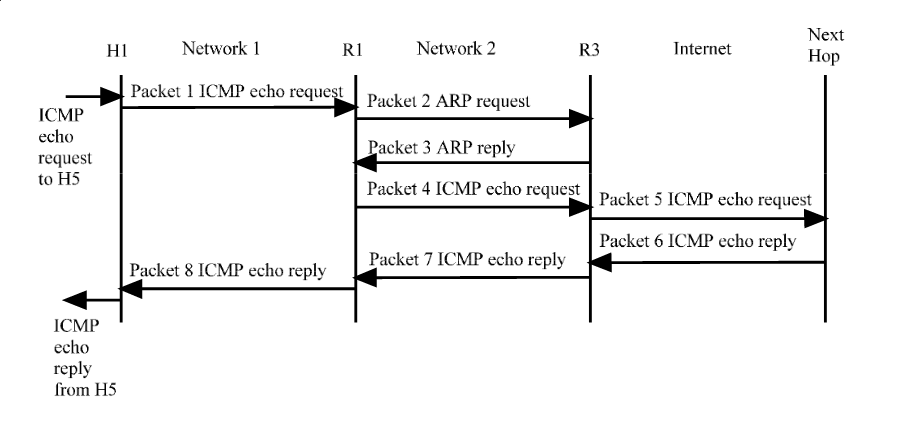 H1 Network 1 R1 Network 2 R3 Internet Next
Hop
Packet 1 ICMP echo request
Packet 2 ARP request
ICMP
echo
request
to H5
Packet 3 ARP reply
Packet 4 ICMP echo request
Packet 5 ICMP echo request
Packet 6 ICMP echo reply
Packet 7 ICMP echo reply
Packet 8 ICMP echo reply
ICMP
echo
reply
from H5